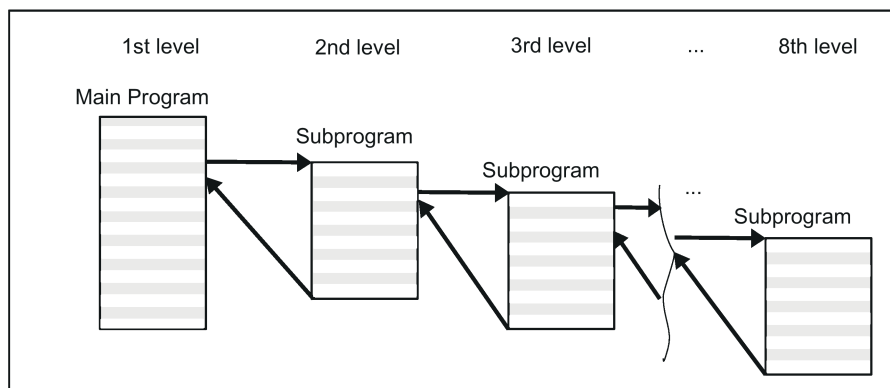 1st level 2nd level 3rd level ... 8th level
Main Program
Subprogram
Subprogram
...
Subprogram